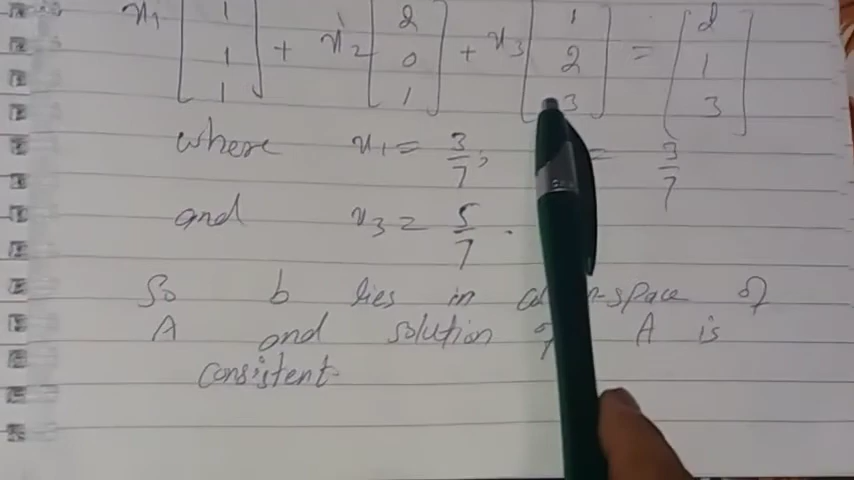 x₁ [1 1 1] + x₂ [2 0 1] + x₃ [1 2 3] = [2 1 3]
where x₁ = 3/7; = 3/7
and x₃ = 5/7.
So b lies in space of
A and solution A is
consistent.